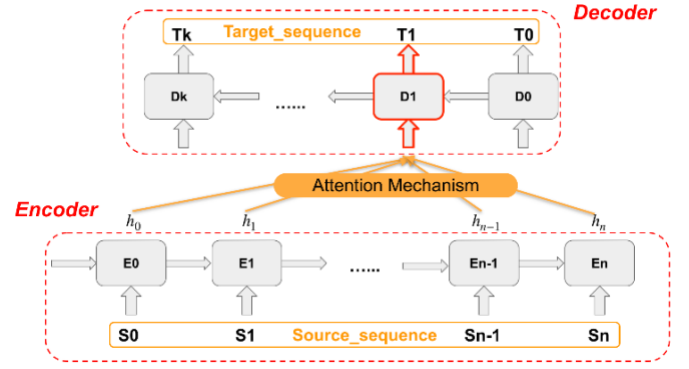 Decoder
Target_sequence
Tk T1 T0
Dk ...... D1 D0
Attention Mechanism
Encoder
h0 h1 hn−1 hn
E0 E1 ...... En-1 En
S0 S1 Source_sequence Sn-1 Sn